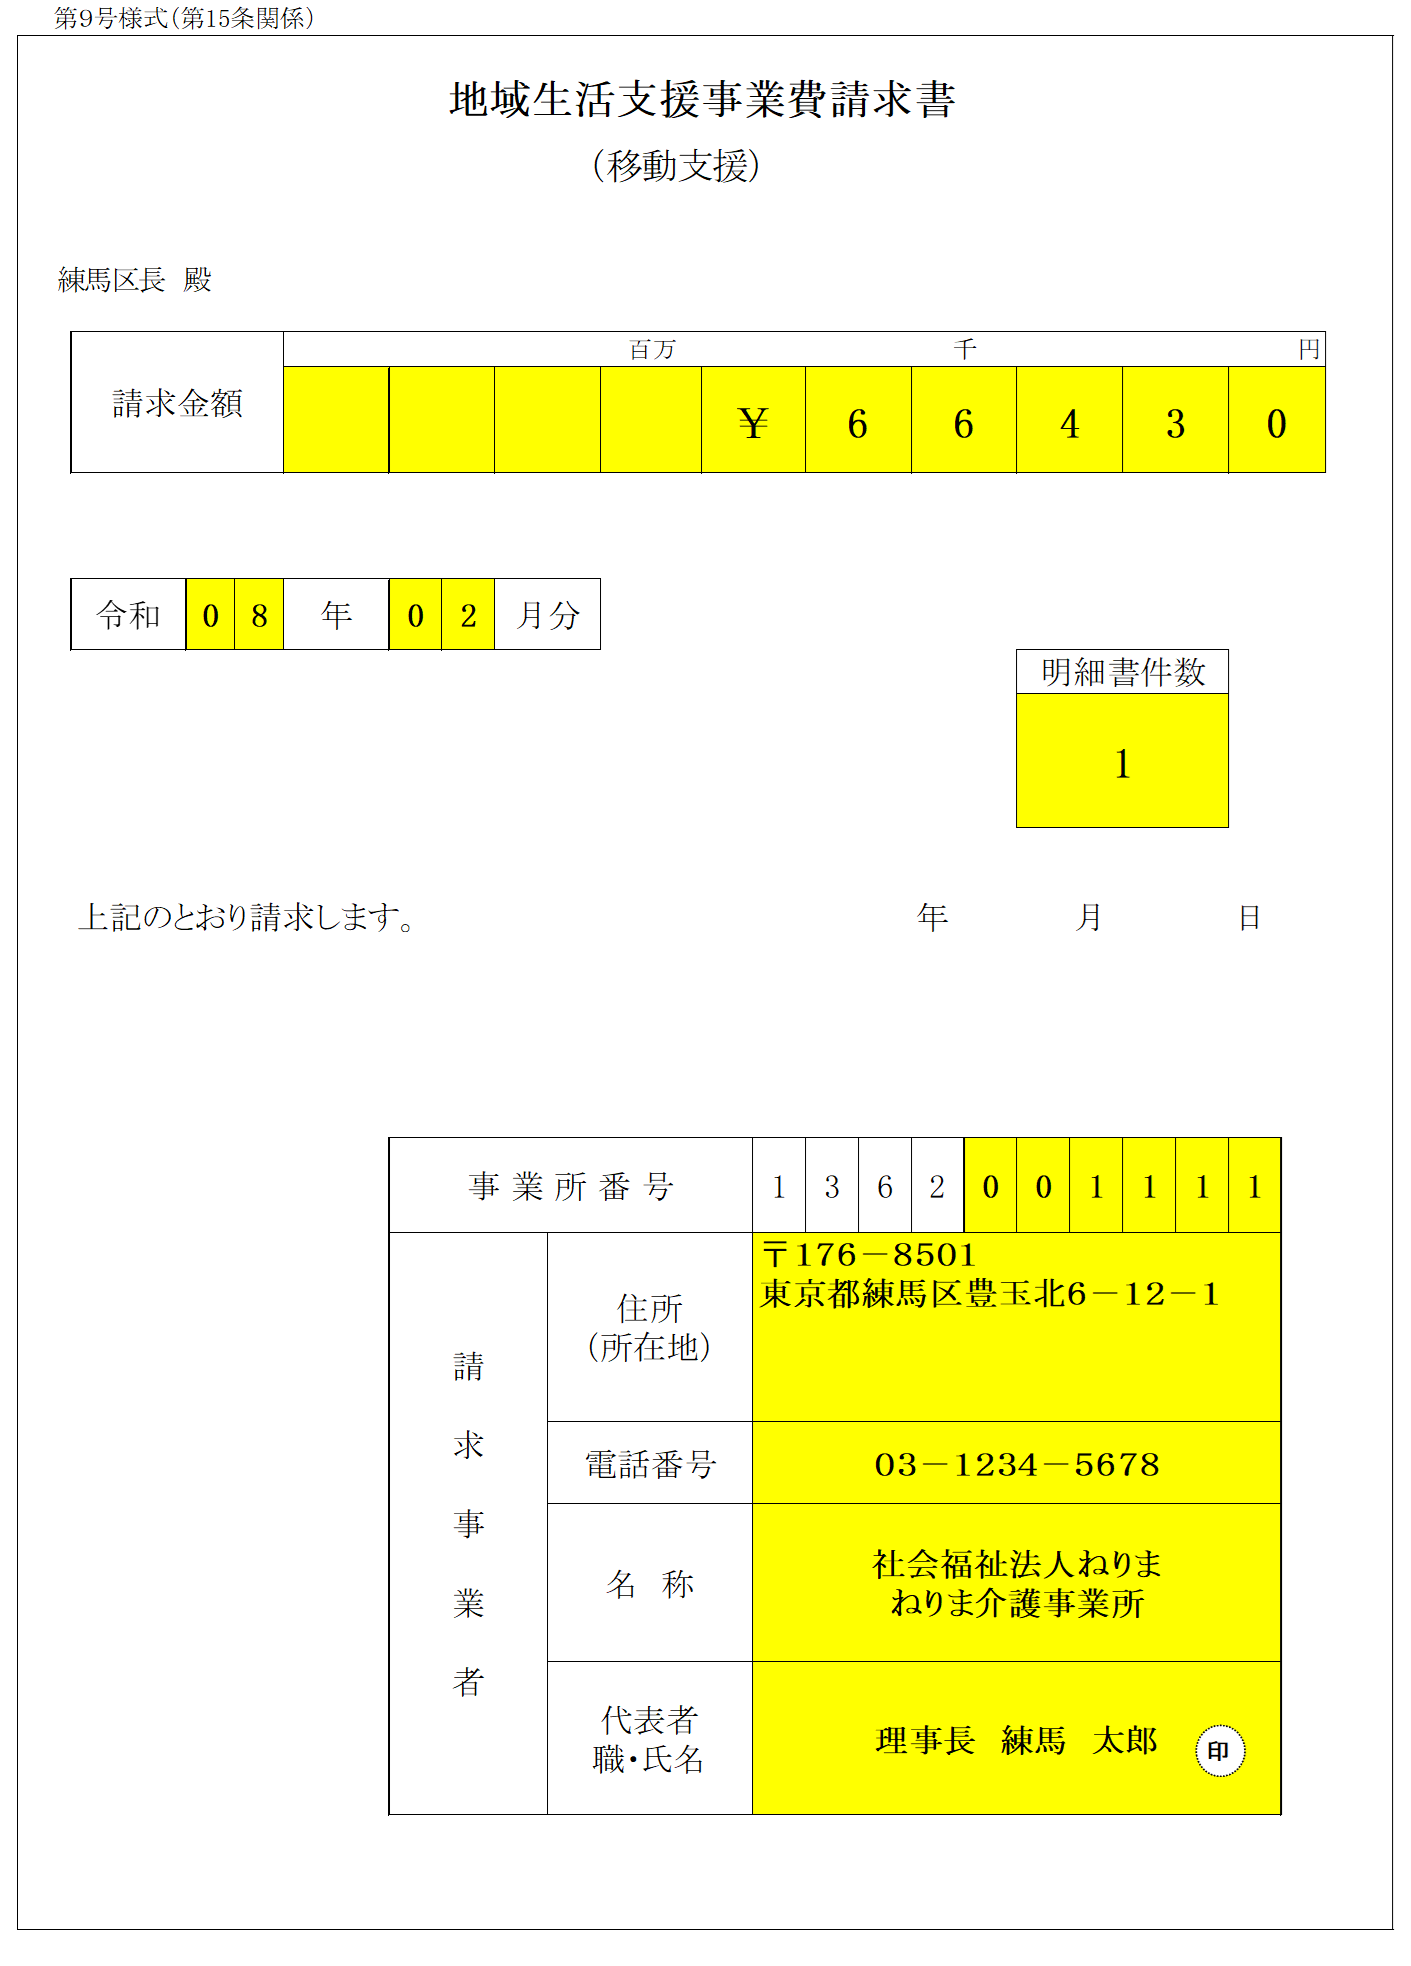 第9号様式（第15条関係）
地域生活支援事業費請求書
（移動支援）
練馬区長　殿
百万　千　円
請求金額　￥　6　6　4　3　0
令和　0　8　年　0　2　月分
明細書件数
1
上記のとおり請求します。　年　月　日
事業所番号　1　3　6　2　0　0　1　1　1　1
請求事業者
住所
（所在地）
〒176－8501
東京都練馬区豊玉北6－12－1
電話番号　03－1234－5678
名　称
社会福祉法人ねりま
ねりま介護事業所
代表者
職・氏名
理事長　練馬　太郎　印